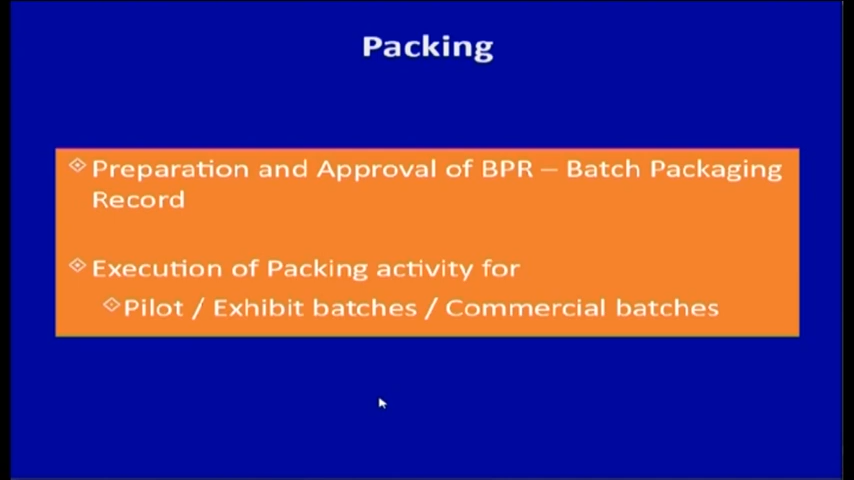 Packing
Preparation and Approval of BPR – Batch Packaging
Record
Execution of Packing activity for
Pilot / Exhibit batches / Commercial batches